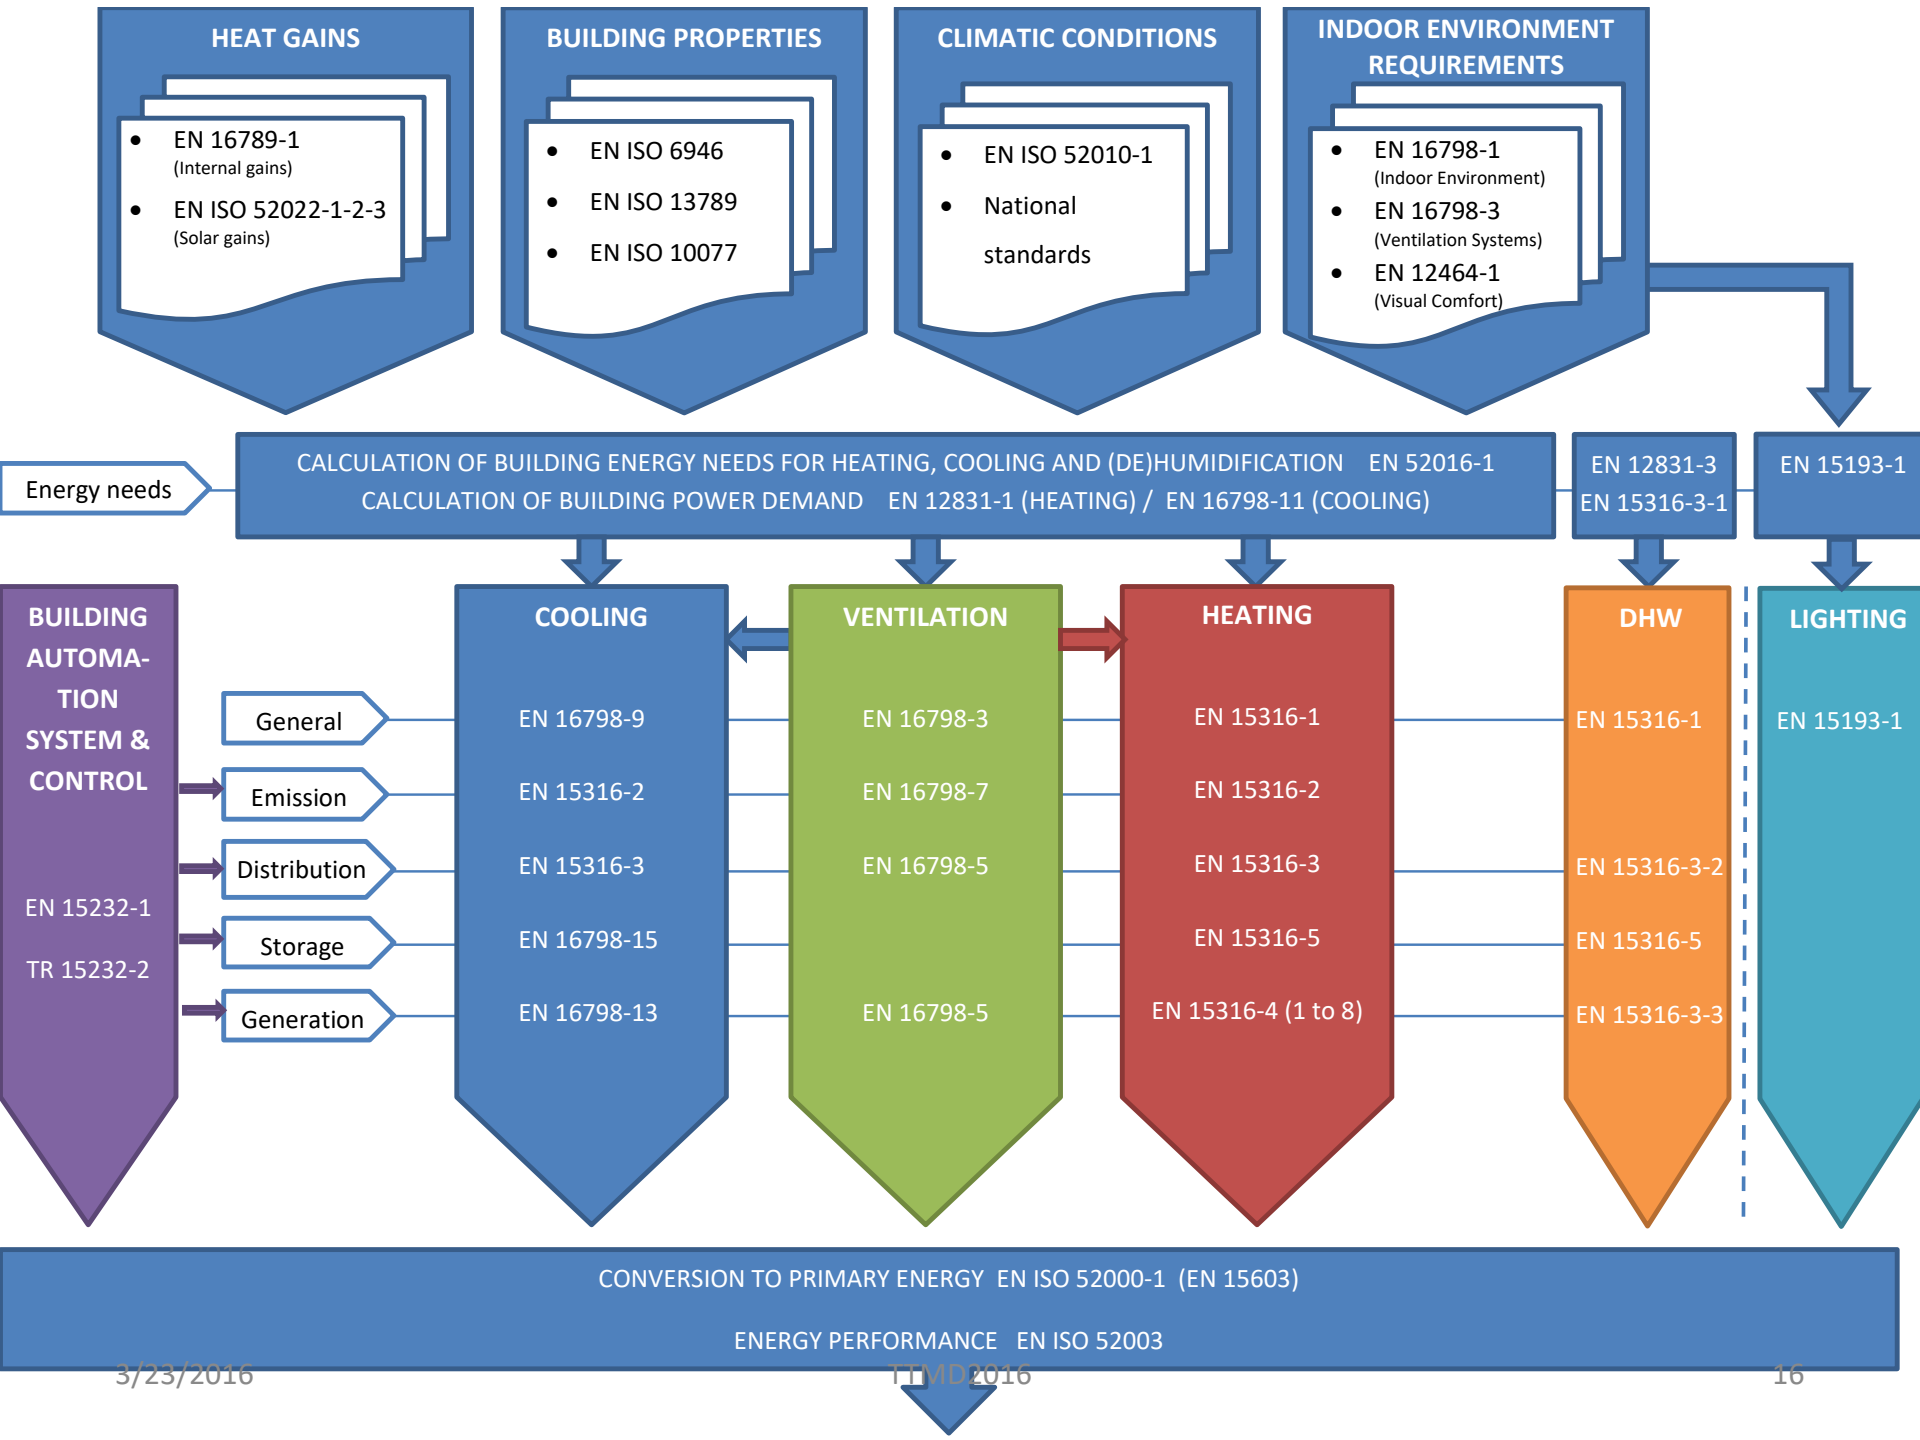 HEAT GAINS
• EN 16789-1
(Internal gains)
• EN ISO 52022-1-2-3
(Solar gains)
BUILDING PROPERTIES
• EN ISO 6946
• EN ISO 13789
• EN ISO 10077
CLIMATIC CONDITIONS
• EN ISO 52010-1
• National
standards
INDOOR ENVIRONMENT
REQUIREMENTS
• EN 16798-1
(Indoor Environment)
• EN 16798-3
(Ventilation Systems)
• EN 12464-1
(Visual Comfort)
Energy needs
CALCULATION OF BUILDING ENERGY NEEDS FOR HEATING, COOLING AND (DE)HUMIDIFICATION EN 52016-1
CALCULATION OF BUILDING POWER DEMAND EN 12831-1 (HEATING) / EN 16798-11 (COOLING)
EN 12831-3
EN 15316-3-1
EN 15193-1
BUILDING
AUTOMA-
TION
SYSTEM &
CONTROL
EN 15232-1
TR 15232-2
General
Emission
Distribution
Storage
Generation
COOLING
EN 16798-9
EN 15316-2
EN 15316-3
EN 16798-15
EN 16798-13
VENTILATION
EN 16798-3
EN 16798-7
EN 16798-5
EN 16798-5
HEATING
EN 15316-1
EN 15316-2
EN 15316-3
EN 15316-5
EN 15316-4 (1 to 8)
DHW
EN 15316-1
EN 15316-3-2
EN 15316-5
EN 15316-3-3
LIGHTING
EN 15193-1
CONVERSION TO PRIMARY ENERGY EN ISO 52000-1 (EN 15603)
ENERGY PERFORMANCE EN ISO 52003
3/23/2016
TTMD2016
16